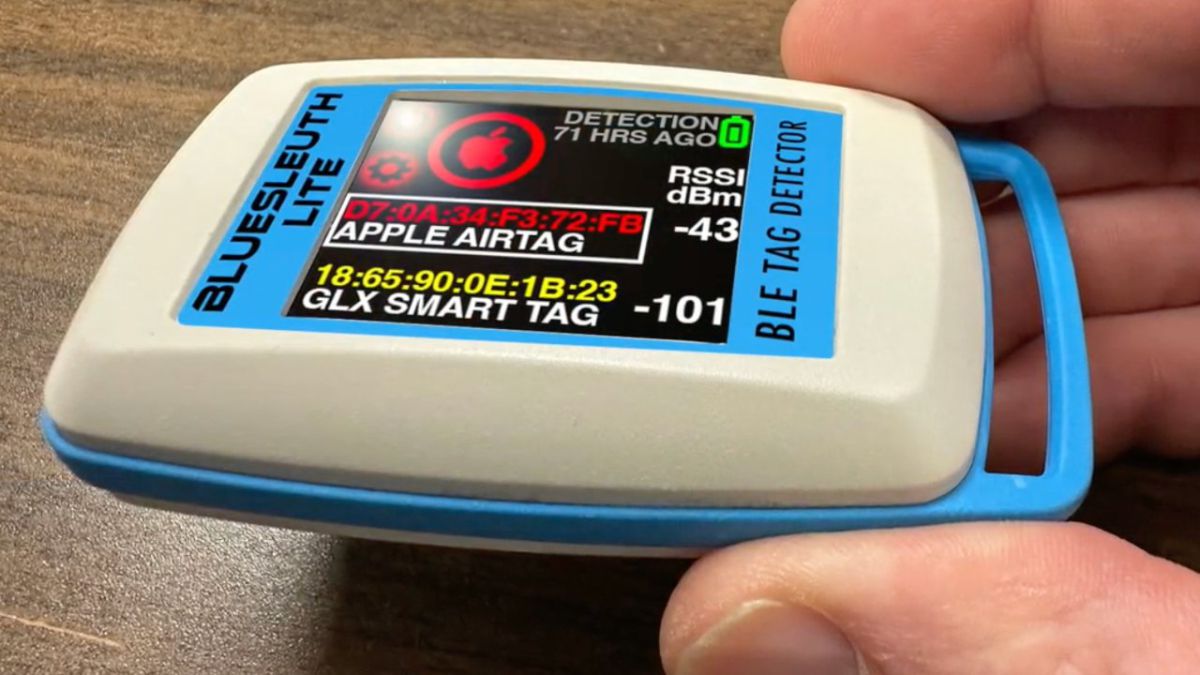 BLUESLEUTH
LITE
DETECTION
71 HRS AGO
RSSI
dBm
D7:0A:34:F3:72:FB
APPLE AIRTAG
-43
18:65:90:0E:1B:23
GLX SMART TAG
-101
BLE TAG DETECTOR